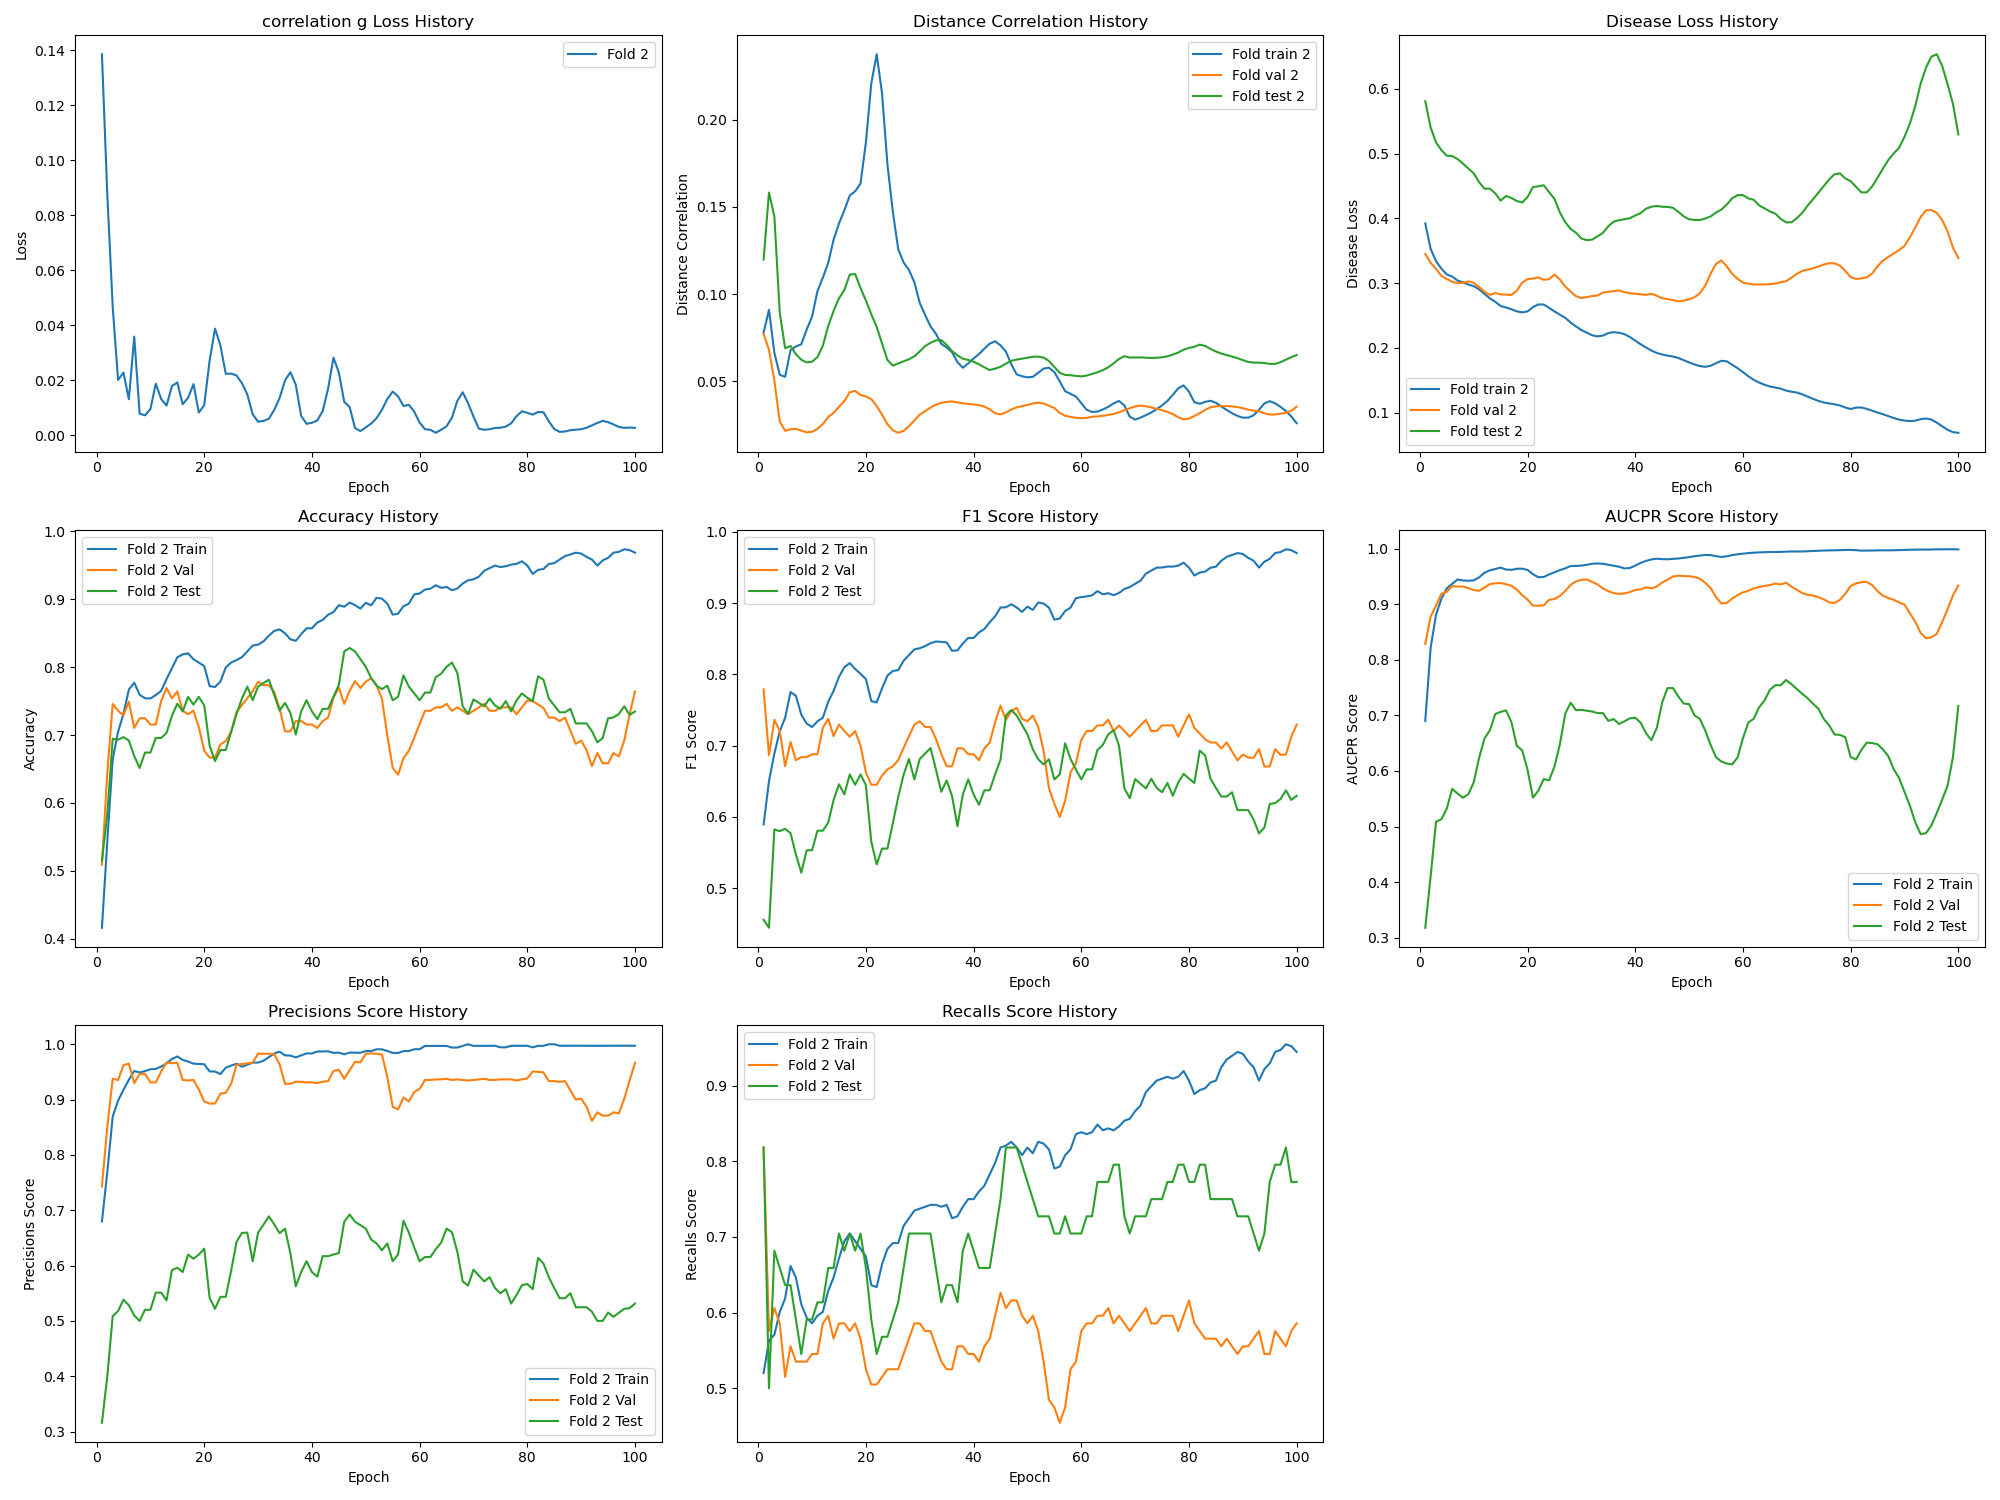 correlation g Loss History
Fold 2
0.14
0.12
0.10
0.08
0.06
0.04
0.02
0.00
Loss
0 20 40 60 80 100
Epoch
Distance Correlation History
Fold train 2
Fold val 2
Fold test 2
0.20
0.15
0.10
0.05
Distance Correlation
0 20 40 60 80 100
Epoch
Disease Loss History
0.6
0.5
0.4
0.3
0.2
0.1
Disease Loss
Fold train 2
Fold val 2
Fold test 2
0 20 40 60 80 100
Epoch
Accuracy History
Fold 2 Train
Fold 2 Val
Fold 2 Test
1.0
0.9
0.8
0.7
0.6
0.5
0.4
Accuracy
0 20 40 60 80 100
Epoch
F1 Score History
Fold 2 Train
Fold 2 Val
Fold 2 Test
1.0
0.9
0.8
0.7
0.6
0.5
F1 Score
0 20 40 60 80 100
Epoch
AUCPR Score History
1.0
0.9
0.8
0.7
0.6
0.5
0.4
0.3
AUCPR Score
Fold 2 Train
Fold 2 Val
Fold 2 Test
0 20 40 60 80 100
Epoch
Precisions Score History
1.0
0.9
0.8
0.7
0.6
0.5
0.4
0.3
Precisions Score
Fold 2 Train
Fold 2 Val
Fold 2 Test
0 20 40 60 80 100
Epoch
Recalls Score History
Fold 2 Train
Fold 2 Val
Fold 2 Test
0.9
0.8
0.7
0.6
0.5
Recalls Score
0 20 40 60 80 100
Epoch